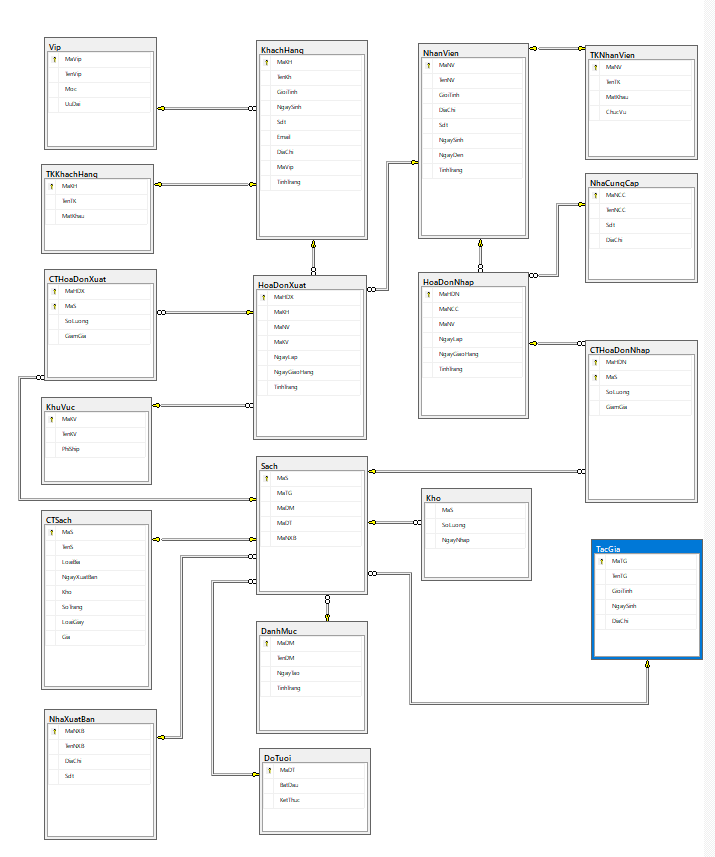 Vip
MaVip
TenVip
Moc
UuDai
KhachHang
MaKH
TenKh
GioiTinh
NgaySinh
Sdt
Email
DiaChi
MaVip
TinhTrang
NhanVien
MaNV
TenNV
GioiTinh
DiaChi
Sdt
NgaySinh
NgayDen
TinhTrang
TKNhanVien
MaNV
TenTK
MatKhau
ChucVu
TKKhachHang
MaKH
TenTK
MatKhau
NhaCungCap
MaNCC
TenNCC
Sdt
DiaChi
CTHoaDonXuat
MaHDX
MaS
SoLuong
GiamGia
HoaDonXuat
MaHDX
MaKH
MaNV
MaKV
NgayLap
NgayGiaoHang
TinhTrang
HoaDonNhap
MaHDN
MaNCC
MaNV
NgayLap
NgayGiaoHang
TinhTrang
CTHoaDonNhap
MaHDN
MaS
SoLuong
GiamGia
KhuVuc
MaKV
TenKV
PhiShip
Sach
MaS
MaTG
MaDM
MaDT
MaNXB
Kho
MaS
SoLuong
NgayNhap
CTSach
MaS
TenS
LoaiBia
NgayXuatBan
Kho
SoTrang
LoaiGiay
Gia
TacGia
MaTG
TenTG
GioiTinh
NgaySinh
DiaChi
DanhMuc
MaDM
TenDM
NgayTao
TinhTrang
NhaXuatBan
MaNXB
TenNXB
DiaChi
Sdt
DoTuoi
MaDT
BatDau
KetThuc